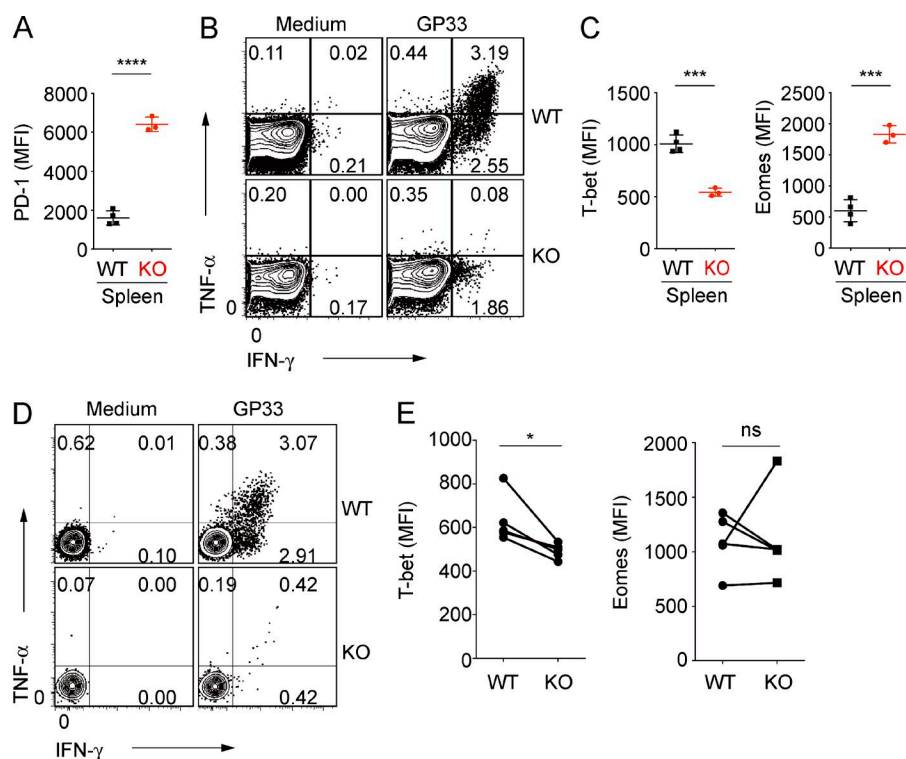 A
PD-1 (MFI)
8000
6000
4000
2000
0
****
WT KO
Spleen
B
Medium GP33
0.11 0.02 0.44 3.19
WT
0.21 2.55
0.20 0.00 0.35 0.08
KO
0.17 1.86
TNF-α
0
0
IFN-γ
C
T-bet (MFI)
1500
1000
500
0
***
WT KO
Spleen
Eomes (MFI)
2500
2000
1500
1000
500
0
***
WT KO
Spleen
D
Medium GP33
0.62 0.01 0.38 3.07
WT
0.10 2.91
0.07 0.00 0.19 0.42
KO
0.00 0.42
TNF-α
0
0
IFN-γ
E
T-bet (MFI)
1000
800
600
400
200
0
*
WT KO
Eomes (MFI)
2000
1500
1000
500
0
ns
WT KO